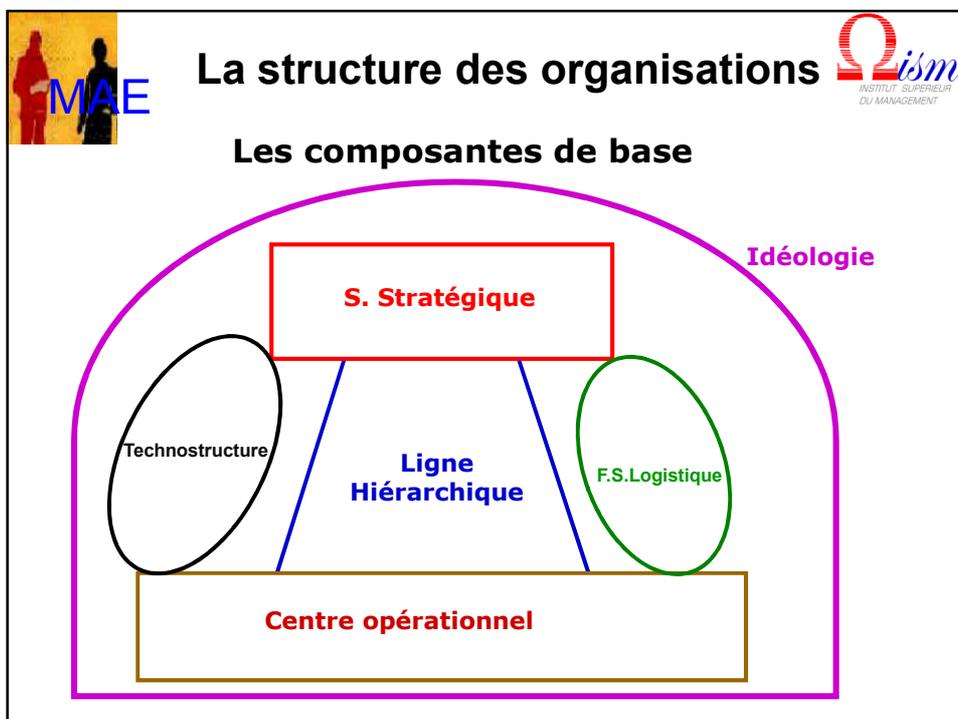 MAE
La structure des organisations
Ωism
INSTITUT SUPERIEUR
DU MANAGEMENT
Les composantes de base
Idéologie
S. Stratégique
Technostructure
Ligne
Hiérarchique
F.S.Logistique
Centre opérationnel